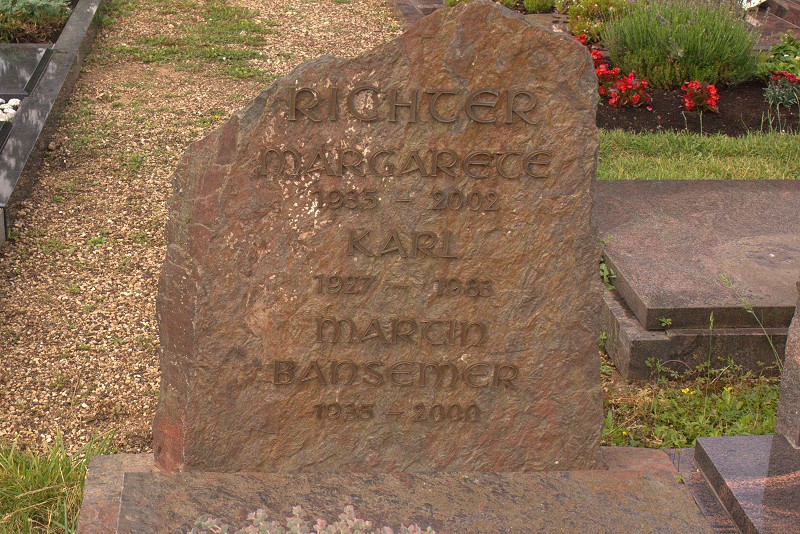 RICHTER
MARGARETE
1935 - 2002
KARL
1927 - 1983
MARTIN
BANSEMER
1935 - 2000